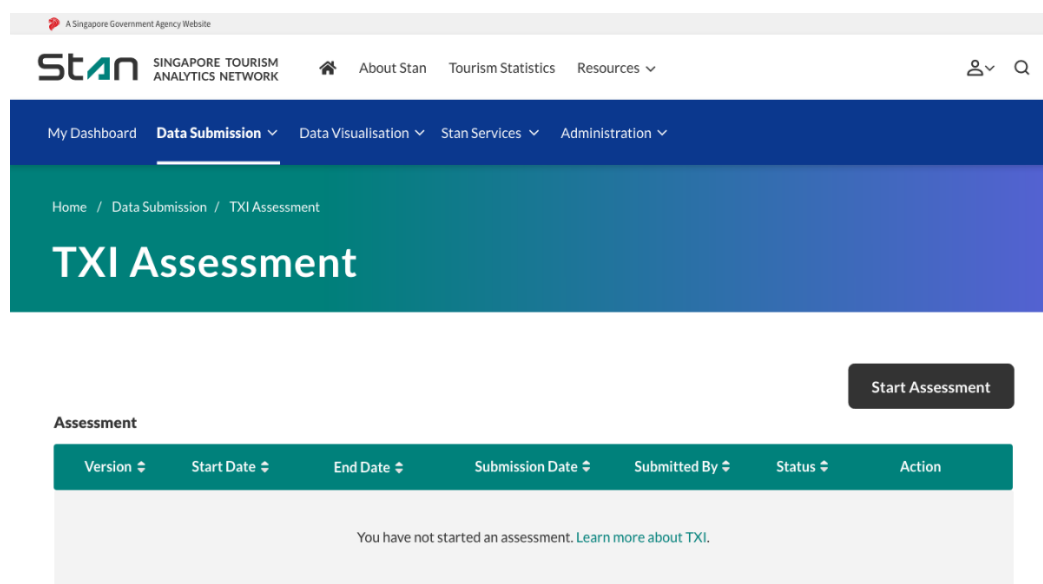 A Singapore Government Agency Website
Stan SINGAPORE TOURISM ANALYTICS NETWORK About Stan Tourism Statistics Resources
My Dashboard Data Submission Data Visualisation Stan Services Administration
Home / Data Submission / TXI Assessment
TXI Assessment
Start Assessment
Assessment
Version Start Date End Date Submission Date Submitted By Status Action
You have not started an assessment. Learn more about TXI.